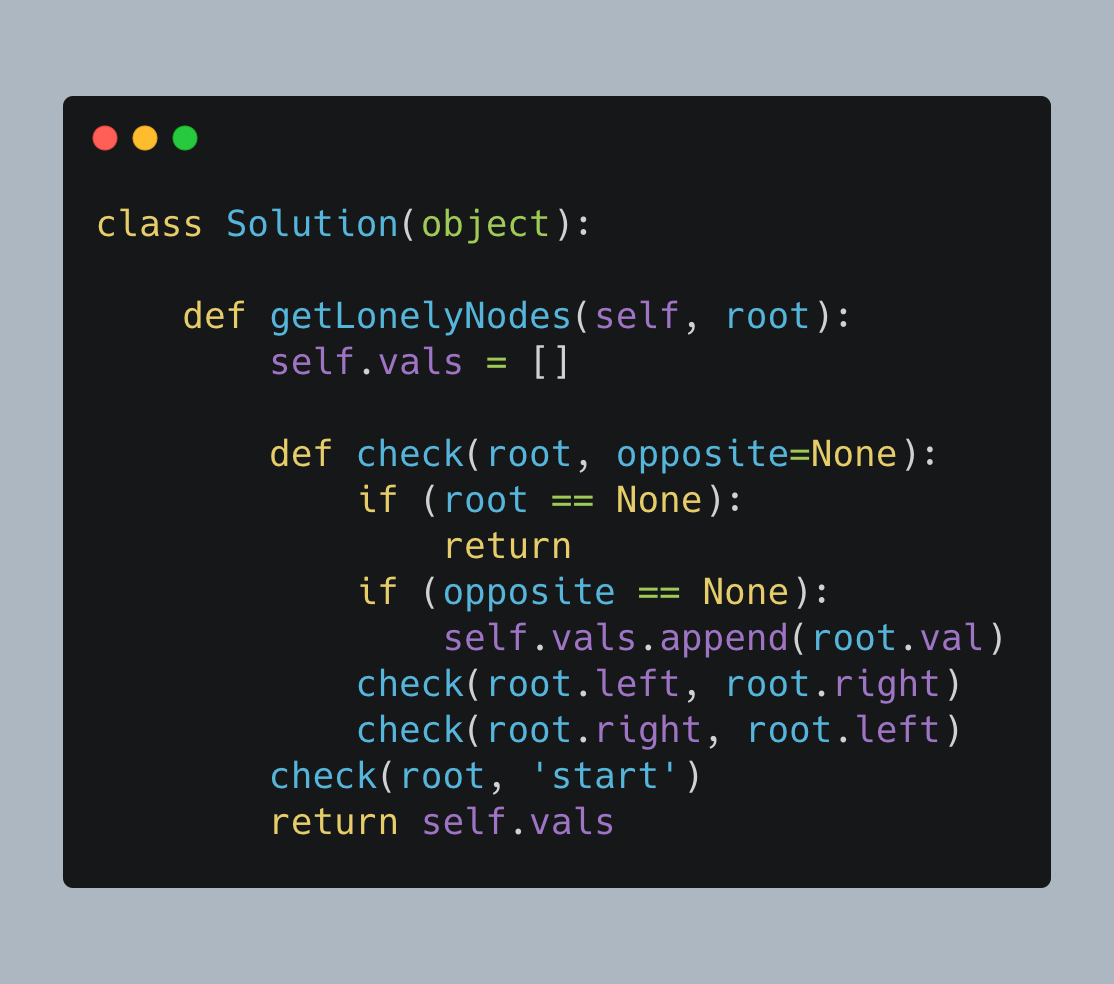 class Solution(object):

    def getLonelyNodes(self, root):
        self.vals = []

        def check(root, opposite=None):
            if (root == None):
                return
            if (opposite == None):
                self.vals.append(root.val)
            check(root.left, root.right)
            check(root.right, root.left)
        check(root, 'start')
        return self.vals